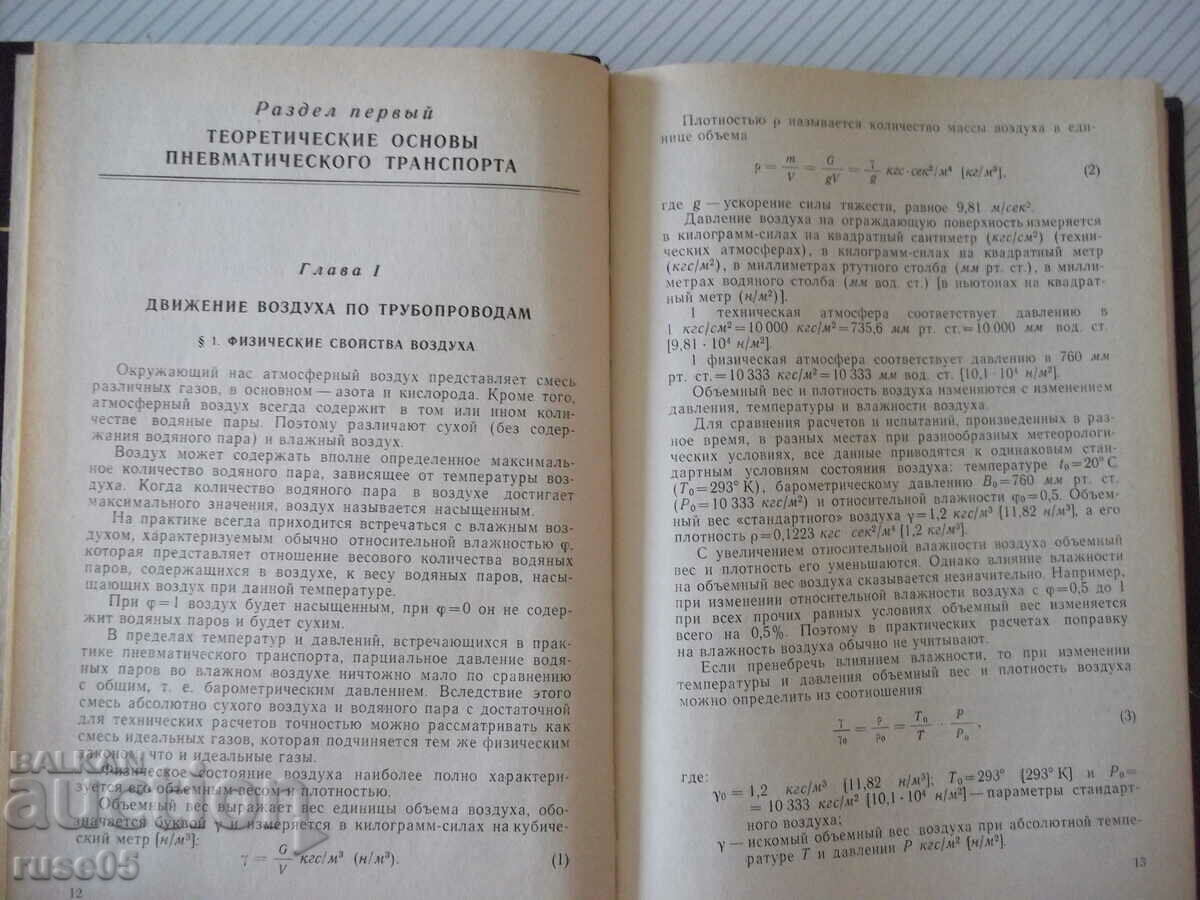 Раздел первый
ТЕОРЕТИЧЕСКИЕ ОСНОВЫ
ПНЕВМАТИЧЕСКОГО ТРАНСПОРТА
Глава I
ДВИЖЕНИЕ ВОЗДУХА ПО ТРУБОПРОВОДАМ
§ 1. ФИЗИЧЕСКИЕ СВОЙСТВА ВОЗДУХА
Окружающий нас атмосферный воздух представляет смесь
различных газов, в основном — азота и кислорода. Кроме того,
атмосферный воздух всегда содержит в том или ином коли-
честве водяные пары. Поэтому различают сухой (без содер-
жания водяного пара) и влажный воздух.
Воздух может содержать вполне определенное максималь-
ное количество водяного пара, зависящее от температуры воз-
духа. Когда количество водяного пара в воздухе достигает
максимального значения, воздух называется насыщенным.
На практике всегда приходится встречаться с влажным воз-
духом, характеризуемым обычно относительной влажностью φ,
которая представляет отношение весового количества водяных
паров, содержащихся в воздухе, к весу водяных паров, насы-
щающих воздух при данной температуре.
При φ=1 воздух будет насыщенным, при φ=0 он не содер-
жит водяных паров и будет сухим.
В пределах температур и давлений, встречающихся в прак-
тике пневматического транспорта, парциальное давление водя-
ных паров во влажном воздухе ничтожно мало по сравнению
с общим, т. е. барометрическим давлением. Вследствие этого
смесь абсолютно сухого воздуха и водяного пара с достаточной
для технических расчетов точностью можно рассматривать как
смесь идеальных газов, которая подчиняется тем же физическим
законам, что и идеальные газы.
Физическое состояние воздуха наиболее полно характери-
зуется его объемным весом и плотностью.
Объемный вес выражает вес единицы объема воздуха, обо-
значается буквой γ и измеряется в килограмм-силах на кубиче-
ский метр [н/м³]:
γ = G/V кгс/м³ (н/м³). (1)
12
Плотностью ρ называется количество массы воздуха в еди-
нице объема
ρ = m/V = G/gV = γ/g кгс·сек²/м⁴ [кг/м³], (2)
где g — ускорение силы тяжести, равное 9,81 м/сек².
Давление воздуха на ограждающую поверхность измеряется
в килограмм-силах на квадратный сантиметр (кгс/см²) (техни-
ческих атмосферах), в килограмм-силах на квадратный метр
(кгс/м²), в миллиметрах ртутного столба (мм рт. ст.), в милли-
метрах водяного столба (мм вод. ст.) [в ньютонах на квадрат-
ный метр (н/м²)].
1 техническая атмосфера соответствует давлению в
1 кгс/см²=10 000 кгс/м²=735,6 мм рт. ст.=10 000 мм вод. ст.
[9,81·10⁴ н/м²].
1 физическая атмосфера соответствует давлению в 760 мм
рт. ст.=10 333 кгс/м²=10 333 мм вод. ст. [10,1·10⁴ н/м²].
Объемный вес и плотность воздуха изменяются с изменением
давления, температуры и влажности воздуха.
Для сравнения расчетов и испытаний, произведенных в раз-
ное время, в разных местах при разнообразных метеорологи-
ческих условиях, все данные приводятся к одинаковым стан-
дартным условиям состояния воздуха: температуре t₀=20°С
(T₀=293°К), барометрическому давлению B₀=760 мм рт. ст.
(P₀=10 333 кгс/м²) и относительной влажности φ₀=0,5. Объем-
ный вес «стандартного» воздуха γ=1,2 кгс/м³ [11,82 н/м³], а его
плотность ρ=0,1223 кгс сек²/м⁴ [1,2 кг/м³].
С увеличением относительной влажности воздуха объемный
вес и плотность его уменьшаются. Однако влияние влажности
на объемный вес воздуха сказывается незначительно. Например,
при изменении относительной влажности воздуха с φ=0,5 до 1
при всех прочих равных условиях объемный вес изменяется
всего на 0,5%. Поэтому в практических расчетах поправку
на влажность воздуха обычно не учитывают.
Если пренебречь влиянием влажности, то при изменении
температуры и давления объемный вес и плотность воздуха
можно определить из соотношения
γ/γ₀ = ρ/ρ₀ = T₀/T · P/P₀, (3)
где:
γ₀ = 1,2 кгс/м³ [11,82 н/м³]; T₀=293° [293° К] и P₀=
= 10 333 кгс/м² [10,1·10⁴ н/м²] — параметры стандарт-
ного воздуха;
γ — искомый объемный вес воздуха при абсолютной темпе-
ратуре T и давлении P кгс/м² [н/м²].
13
BALKAN
auction
ruse05